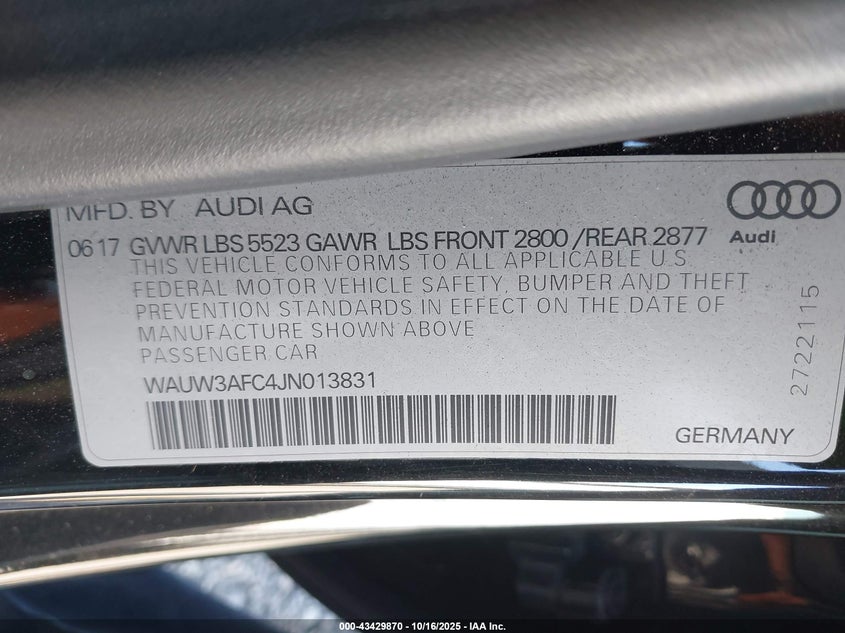 MFD. BY AUDI AG
06 17 GVWR LBS 5523 GAWR LBS FRONT 2800 /REAR 2877
Audi
THIS VEHICLE CONFORMS TO ALL APPLICABLE U.S.
FEDERAL MOTOR VEHICLE SAFETY, BUMPER AND THEFT
PREVENTION STANDARDS IN EFFECT ON THE DATE OF
MANUFACTURE SHOWN ABOVE
PASSENGER CAR
WAUW3AFC4JN013831
2722115
GERMANY
000-43429870 - 10/16/2025 - IAA Inc.